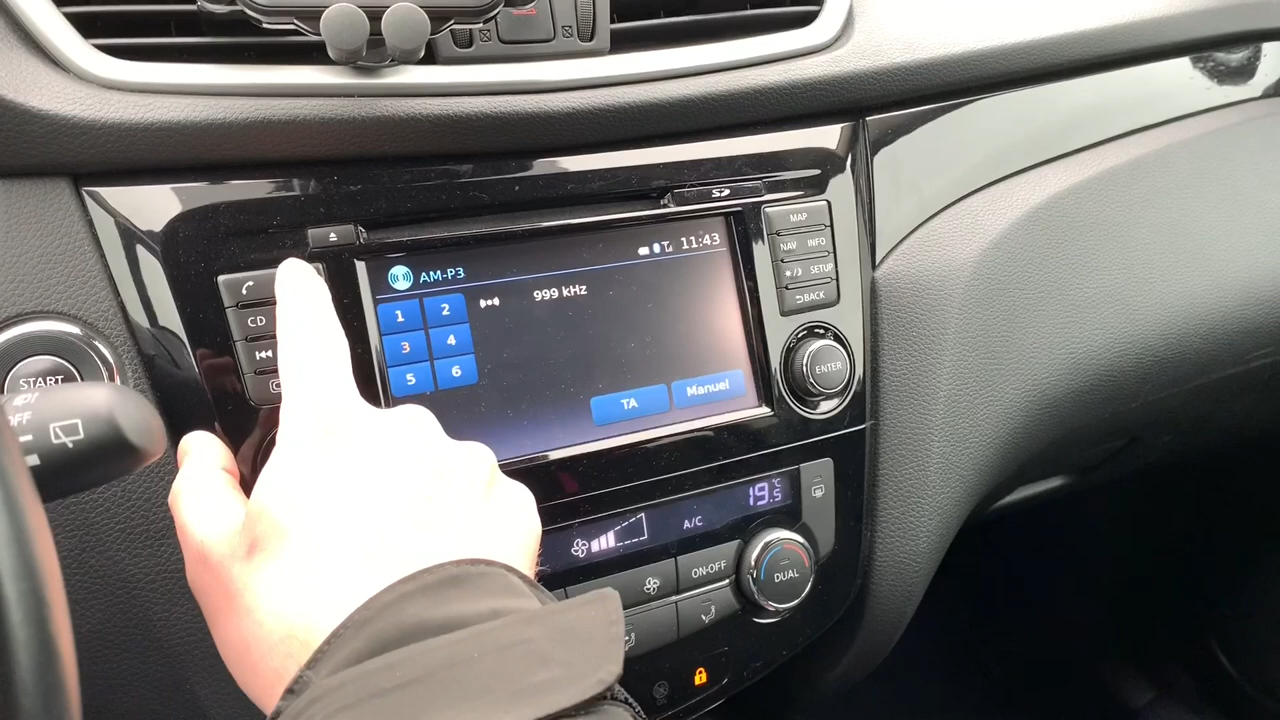 SD
MAP
NAV INFO
SETUP
BACK
ENTER
11:43
AM-P3
999 kHz
1 2
3 4
5 6
TA Manuel
CD
START
OFF
19.5 °C
A/C
ON-OFF
DUAL